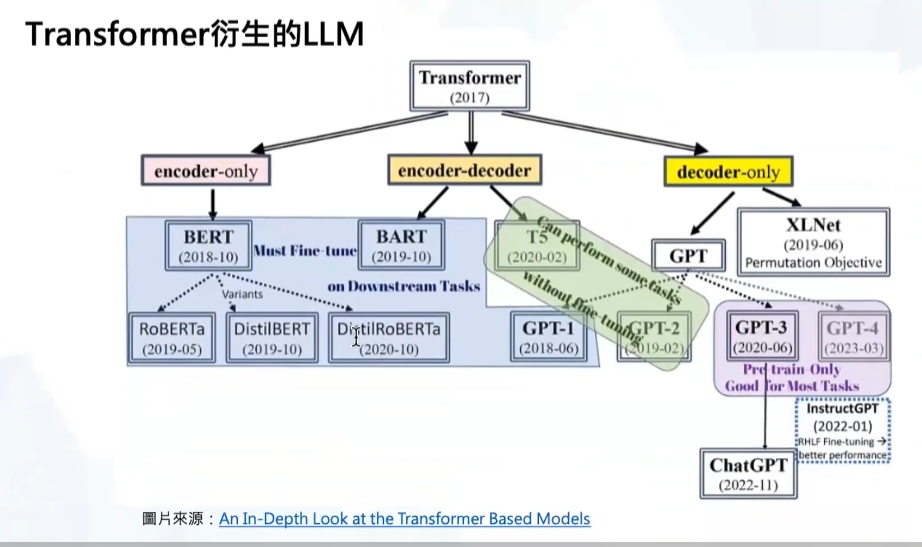 Transformer衍生的LLM
Transformer
(2017)
encoder-only
encoder-decoder
decoder-only
BERT
(2018-10)
Must Fine-tune
BART
(2019-10)
on Downstream Tasks
T5
(2020-02)
Can perform some tasks
without fine-tuning
GPT
XLNet
(2019-06)
Permutation Objective
Variants
RoBERTa
(2019-05)
DistilBERT
(2019-10)
DistilRoBERTa
(2020-10)
GPT-1
(2018-06)
GPT-2
(2019-02)
GPT-3
(2020-06)
GPT-4
(2023-03)
Pre-train-Only
Good for Most Tasks
InstructGPT
(2022-01)
RHLF Fine-tuning →
better performance
ChatGPT
(2022-11)
圖片來源：An In-Depth Look at the Transformer Based Models